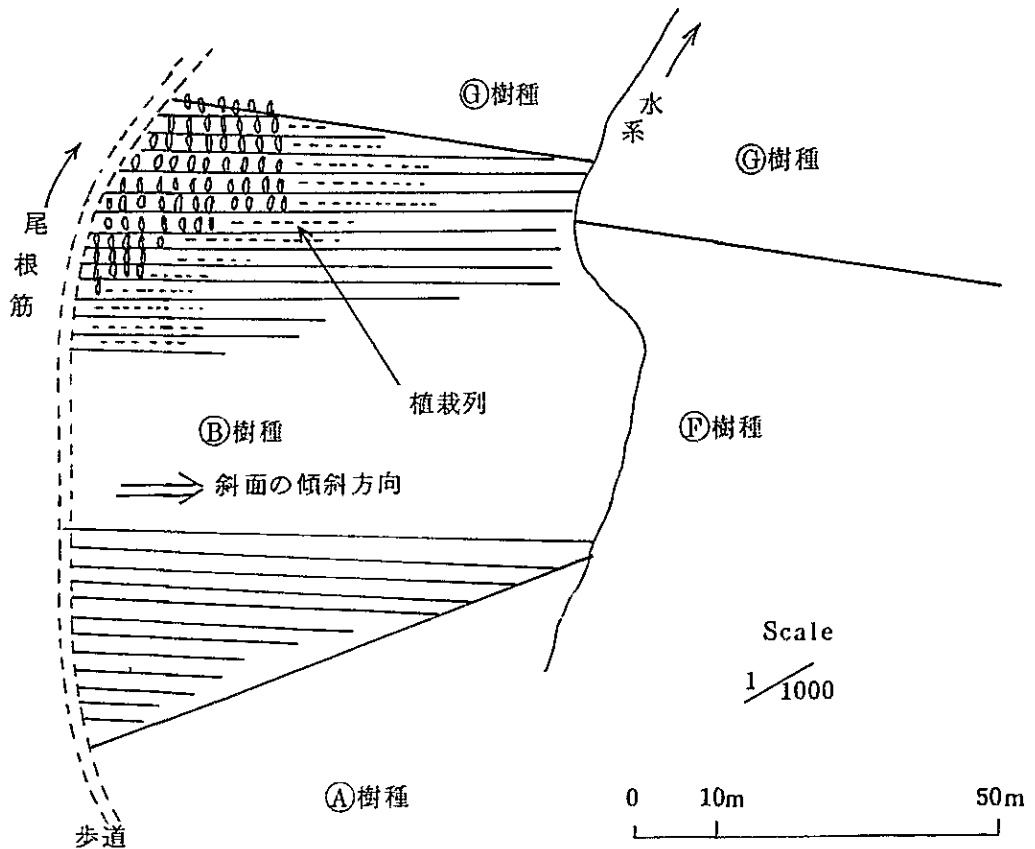 Ⓖ樹種
水系
Ⓖ樹種
尾根筋
植栽列
Ⓑ樹種
Ⓕ樹種
斜面の傾斜方向
Scale
1/1000
Ⓐ樹種
0 10m 50m
歩道